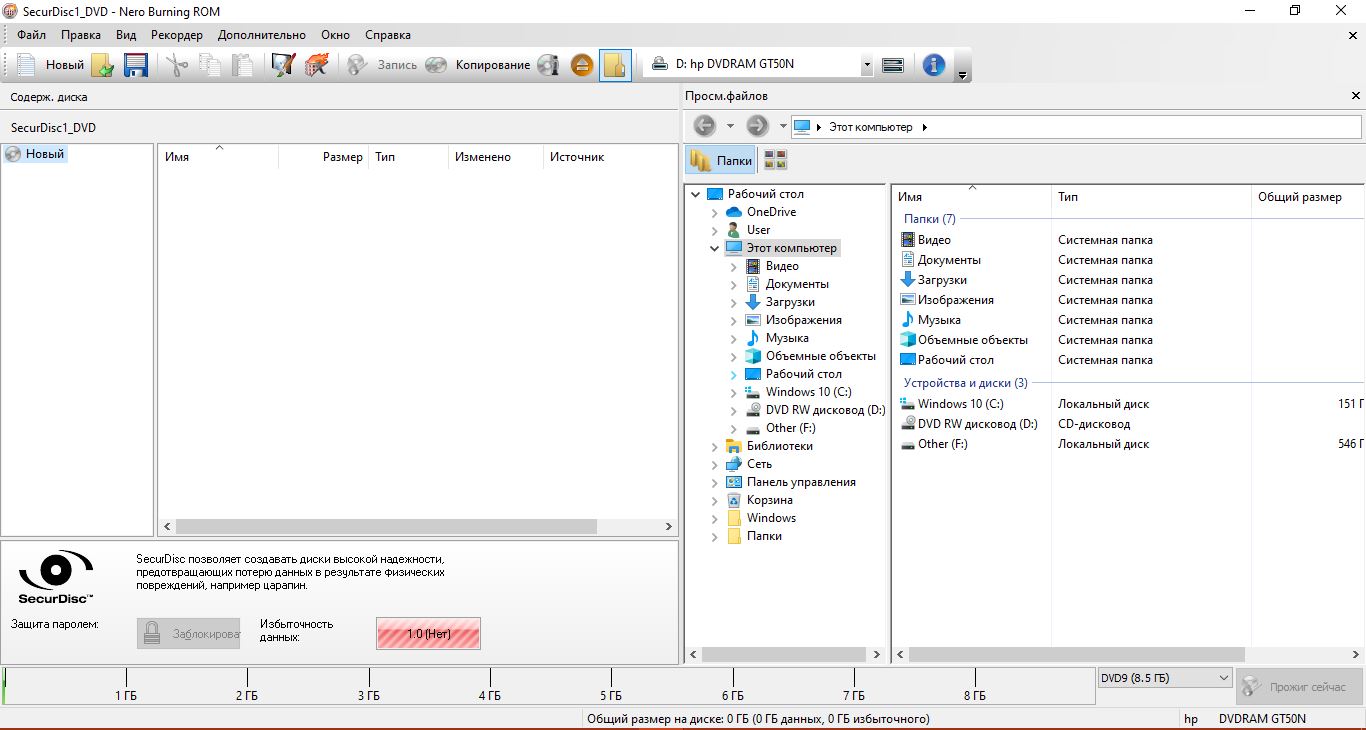 SecurDisc1_DVD - Nero Burning ROM
Файл Правка Вид Рекордер Дополнительно Окно Справка
Новый Запись Копирование D: hp DVDRAM GT50N
Содерж. диска
SecurDisc1_DVD
Новый
Имя Размер Тип Изменено Источник
SecurDisc позволяет создавать диски высокой надежности,
предотвращающих потерю данных в результате физических
повреждений, например царапин.
SecurDisc™
Защита паролем: Заблокироват Избыточность
данных: 1.0 (Нет)
Просм.файлов
Этот компьютер
Папки
Рабочий стол
OneDrive
User
Этот компьютер
Видео
Документы
Загрузки
Изображения
Музыка
Объемные объекты
Рабочий стол
Windows 10 (C:)
DVD RW дисковод (D:)
Other (F:)
Библиотеки
Сеть
Панель управления
Корзина
Windows
Папки
Имя Тип Общий размер
Папки (7)
Видео Системная папка
Документы Системная папка
Загрузки Системная папка
Изображения Системная папка
Музыка Системная папка
Объемные объекты Системная папка
Рабочий стол Системная папка
Устройства и диски (3)
Windows 10 (C:) Локальный диск 151 Г
DVD RW дисковод (D:) CD-дисковод
Other (F:) Локальный диск 546 Г
1 ГБ 2 ГБ 3 ГБ 4 ГБ 5 ГБ 6 ГБ 7 ГБ 8 ГБ
DVD9 (8.5 ГБ) Прожиг сейчас
Общий размер на диске: 0 ГБ (0 ГБ данных, 0 ГБ избыточного) hp DVDRAM GT50N